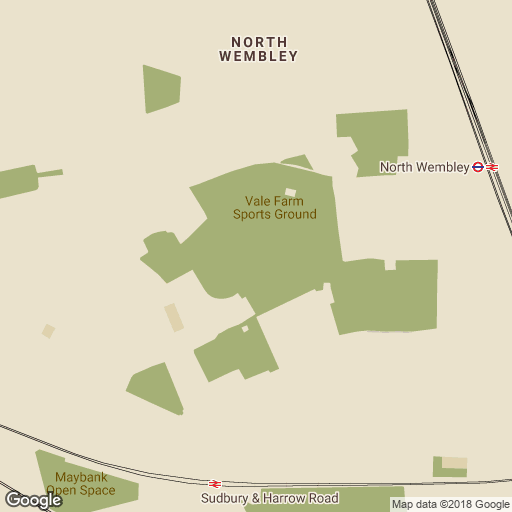 NORTH
WEMBLEY
North Wembley
Vale Farm
Sports Ground
Maybank
Open Space
Sudbury & Harrow Road
Google
Map data ©2018 Google